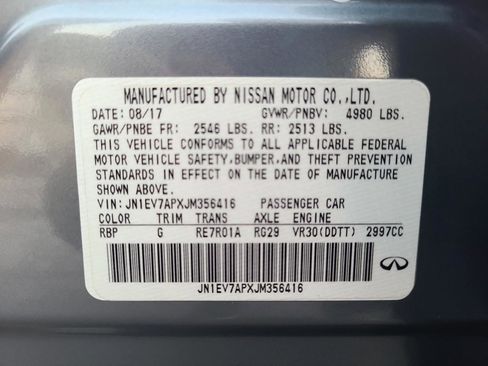 MANUFACTURED BY NISSAN MOTOR CO.,LTD.
DATE: 08/17 GVWR/PNBV: 4980 LBS.
GAWR/PNBE FR: 2546 LBS. RR: 2513 LBS.
THIS VEHICLE CONFORMS TO ALL APPLICABLE FEDERAL
MOTOR VEHICLE SAFETY,BUMPER,AND THEFT PREVENTION
STANDARDS IN EFFECT ON THE DATE OF MANUFACTURE
SHOWN ABOVE.
VIN: JN1EV7APXJM356416 PASSENGER CAR
COLOR TRIM TRANS AXLE ENGINE
RBP G RE7R01A RG29 VR30(DDTT) 2997CC
JN1EV7APXJM356416